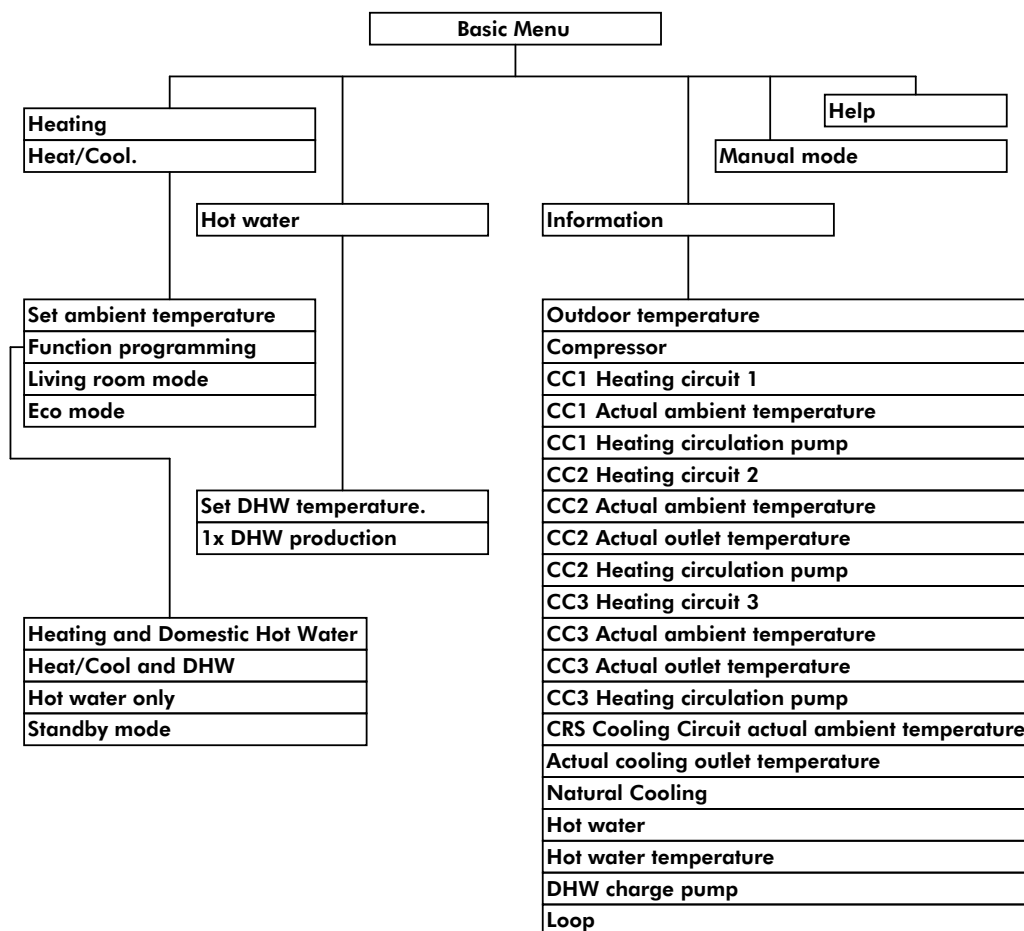 Basic Menu
Heating
Heat/Cool.
Help
Manual mode
Hot water
Information
Set ambient temperature
Function programming
Living room mode
Eco mode
Set DHW temperature.
1x DHW production
Heating and Domestic Hot Water
Heat/Cool and DHW
Hot water only
Standby mode
Outdoor temperature
Compressor
CC1 Heating circuit 1
CC1 Actual ambient temperature
CC1 Heating circulation pump
CC2 Heating circuit 2
CC2 Actual ambient temperature
CC2 Actual outlet temperature
CC2 Heating circulation pump
CC3 Heating circuit 3
CC3 Actual ambient temperature
CC3 Actual outlet temperature
CC3 Heating circulation pump
CRS Cooling Circuit actual ambient temperature
Actual cooling outlet temperature
Natural Cooling
Hot water
Hot water temperature
DHW charge pump
Loop